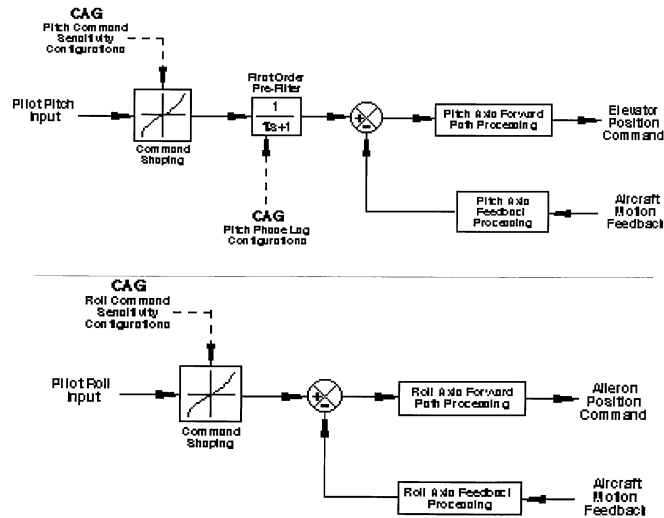 CAG
Pitch Command
Sensitivity
Configurations
First Order
Pre-Filter
Pilot Pitch
Input
1
τs+1
+
-
Pitch Axis Forward
Path Processing
Elevator
Position
Command
Command
Shaping
CAG
Pitch Phase Lag
Configurations
Pitch Axis
Feedback
Processing
Aircraft
Motion
Feedback
CAG
Roll Command
Sensitivity
Configurations
Pilot Roll
Input
+
-
Roll Axis Forward
Path Processing
Aileron
Position
Command
Command
Shaping
Roll Axis Feedback
Processing
Aircraft
Motion
Feedback